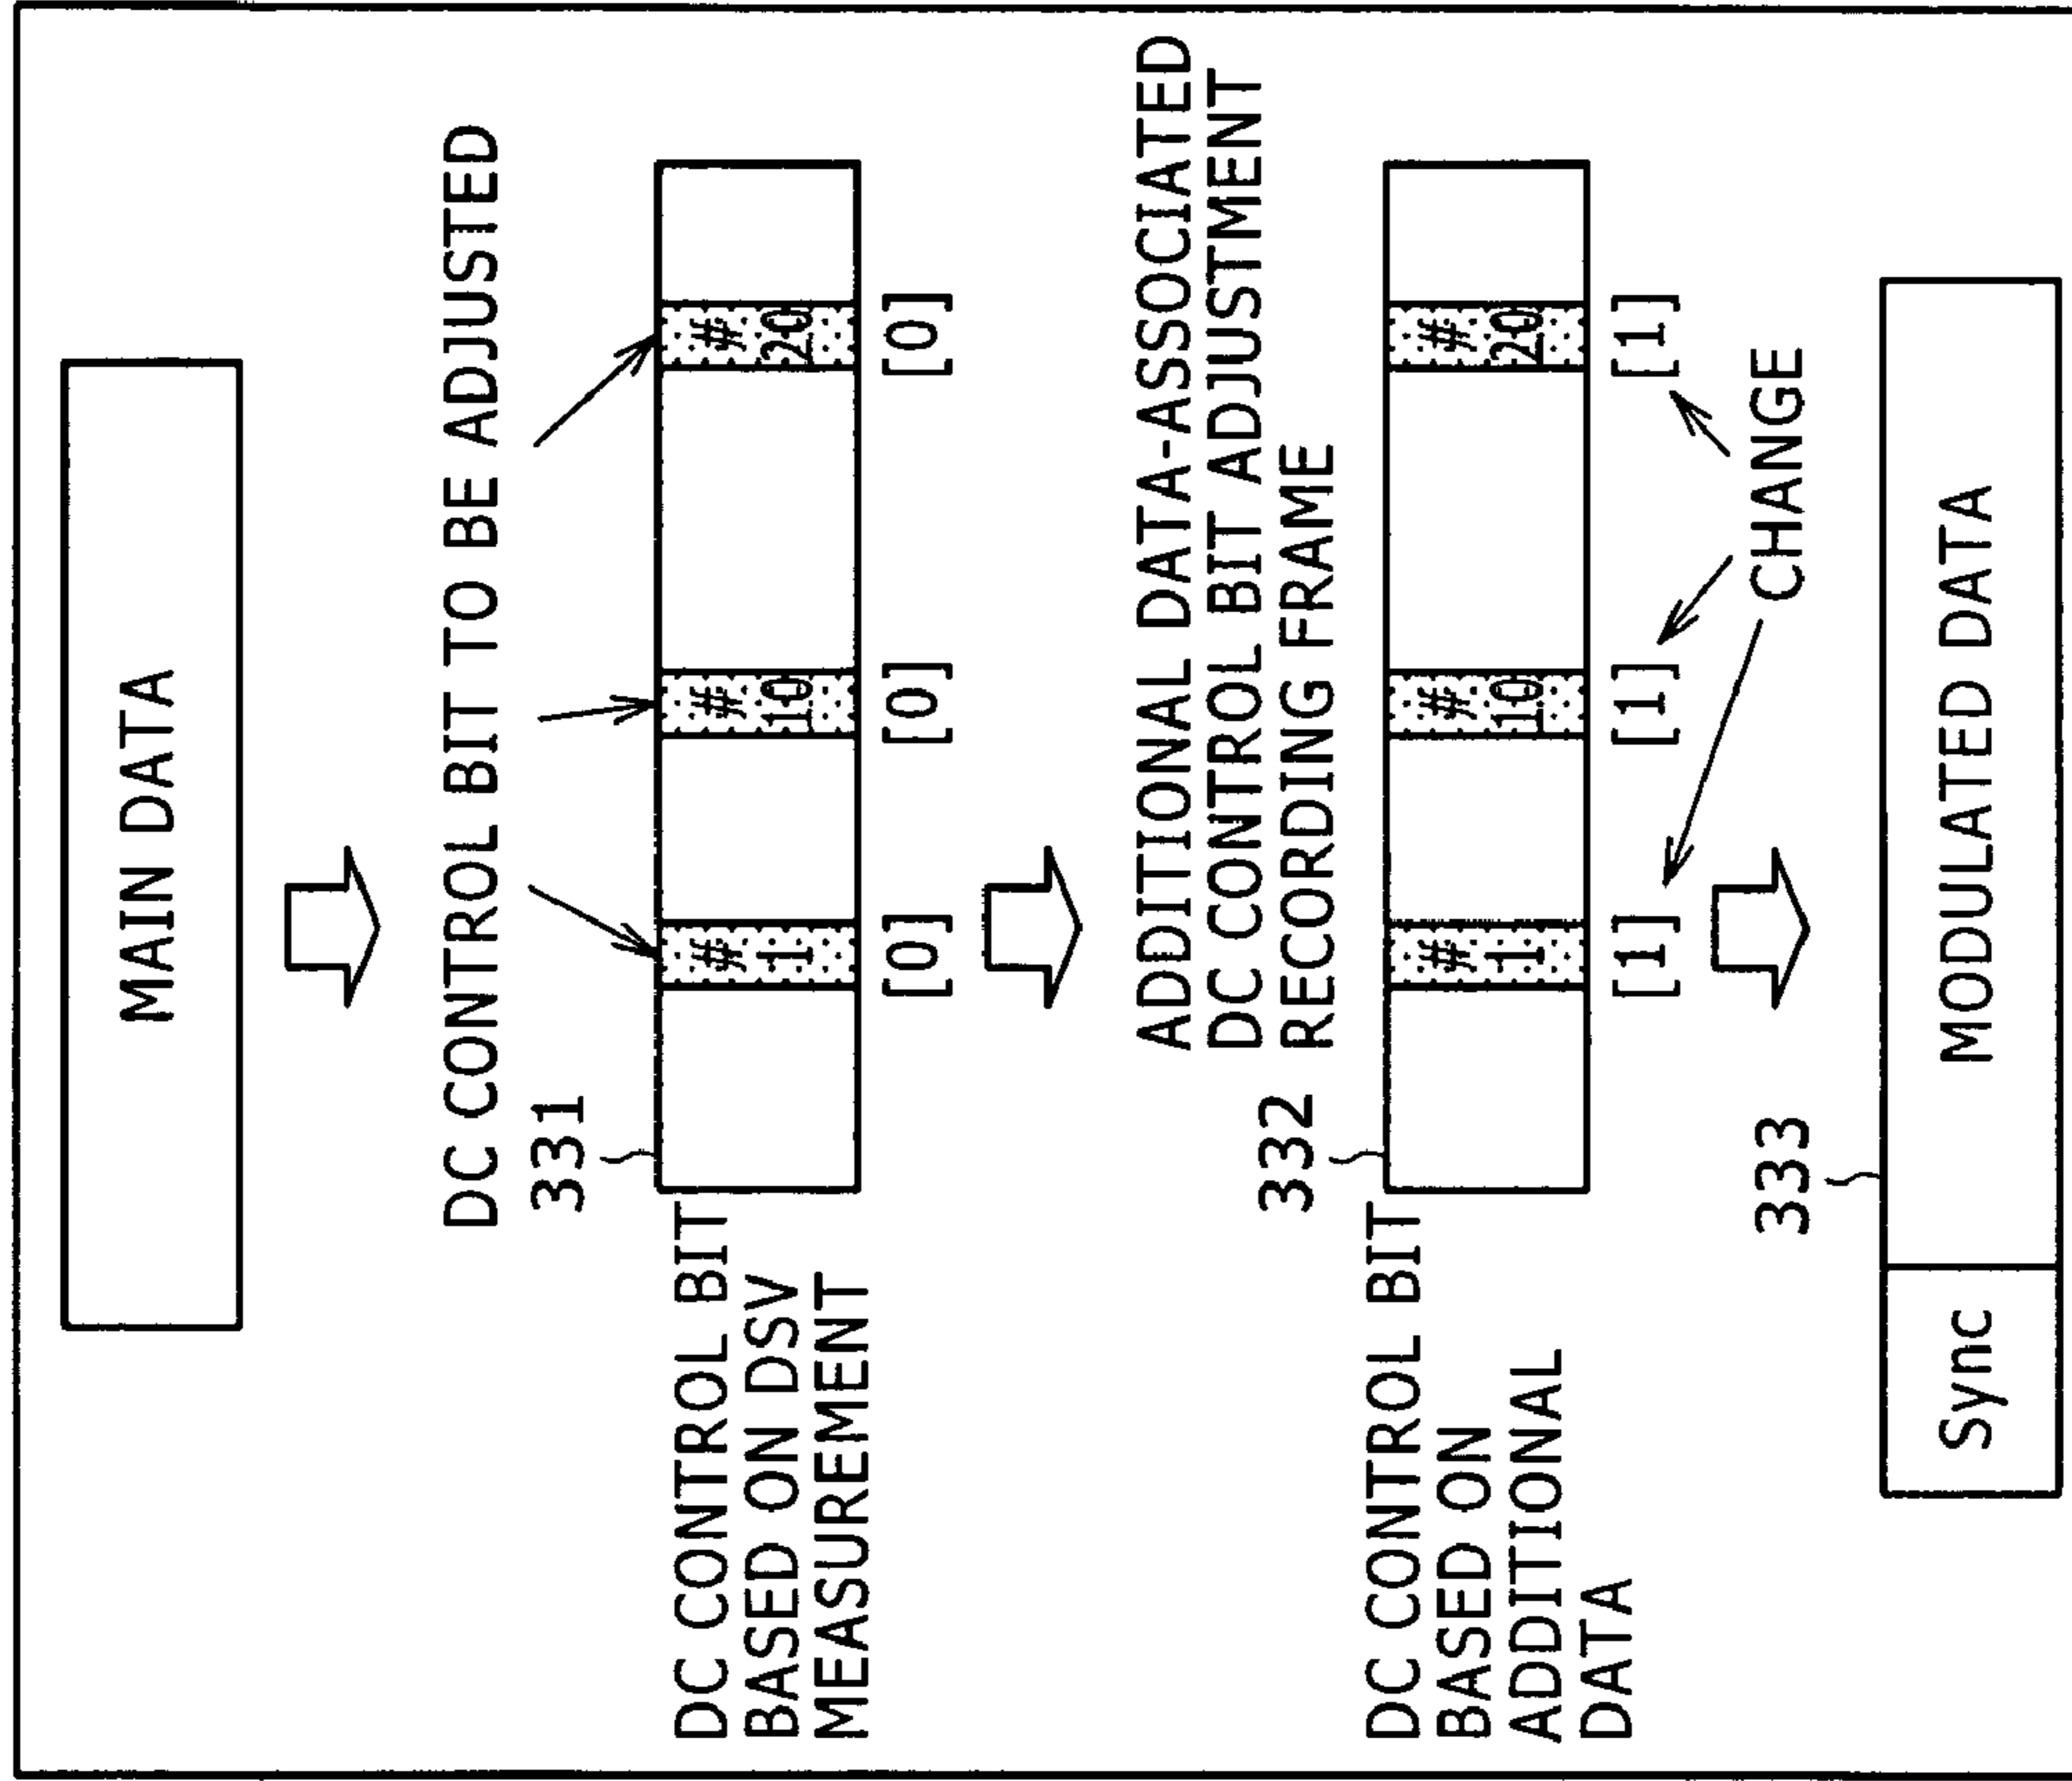 MAIN DATA
DC CONTROL BIT TO BE ADJUSTED
331
DC CONTROL BIT
BASED ON DSV
MEASUREMENT
# 1
# 10
# 20
[0]
[0]
[0]
ADDITIONAL DATA-ASSOCIATED
DC CONTROL BIT ADJUSTMENT
RECORDING FRAME
332
DC CONTROL BIT
BASED ON
ADDITIONAL
DATA
# 1
# 10
# 20
[1]
[1]
[1]
CHANGE
333
Sync
MODULATED DATA